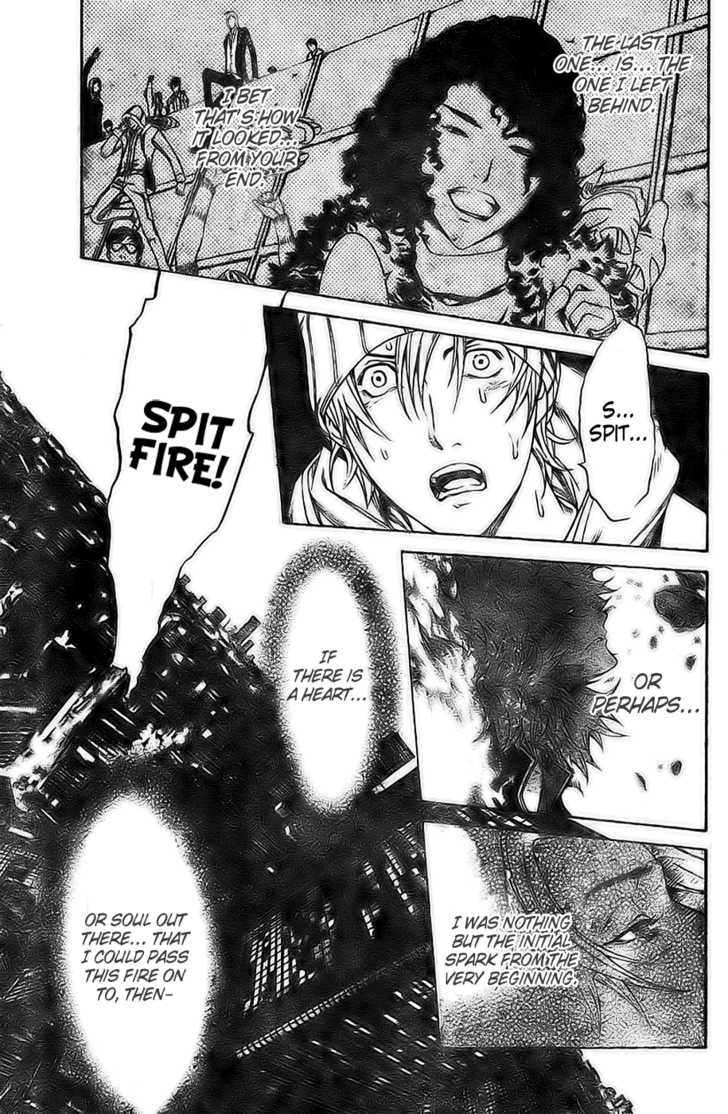 THE LAST
ONE... IS... THE
ONE I LEFT
BEHIND.
I BET
THAT'S HOW
IT LOOKED...
FROM YOUR
END.
S...
SPIT...
SPIT
FIRE!
OR
PERHAPS...
I WAS NOTHING
BUT THE INITIAL
SPARK FROM THE
VERY BEGINNING.
IF
THERE IS
A HEART...
OR SOUL OUT
THERE... THAT
I COULD PASS
THIS FIRE ON
TO, THEN-